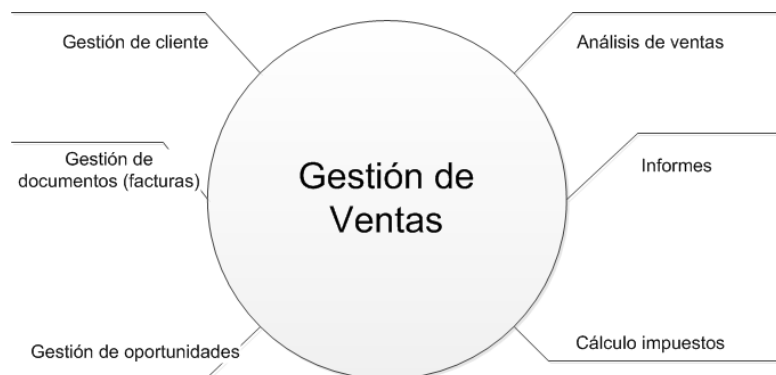 Gestión de cliente
Análisis de ventas
Gestión de
documentos (facturas)
Gestión de
Ventas
Informes
Gestión de oportunidades
Cálculo impuestos